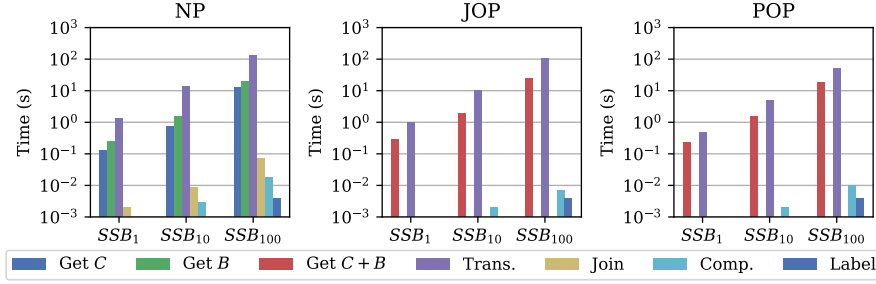 NP
JOP
POP
Time (s)
10³
10²
10¹
10⁰
10⁻¹
10⁻²
10⁻³
SSB₁ SSB₁₀ SSB₁₀₀
Time (s)
10³
10²
10¹
10⁰
10⁻¹
10⁻²
10⁻³
SSB₁ SSB₁₀ SSB₁₀₀
Time (s)
10³
10²
10¹
10⁰
10⁻¹
10⁻²
10⁻³
SSB₁ SSB₁₀ SSB₁₀₀
Get C Get B Get C + B Trans. Join Comp. Label